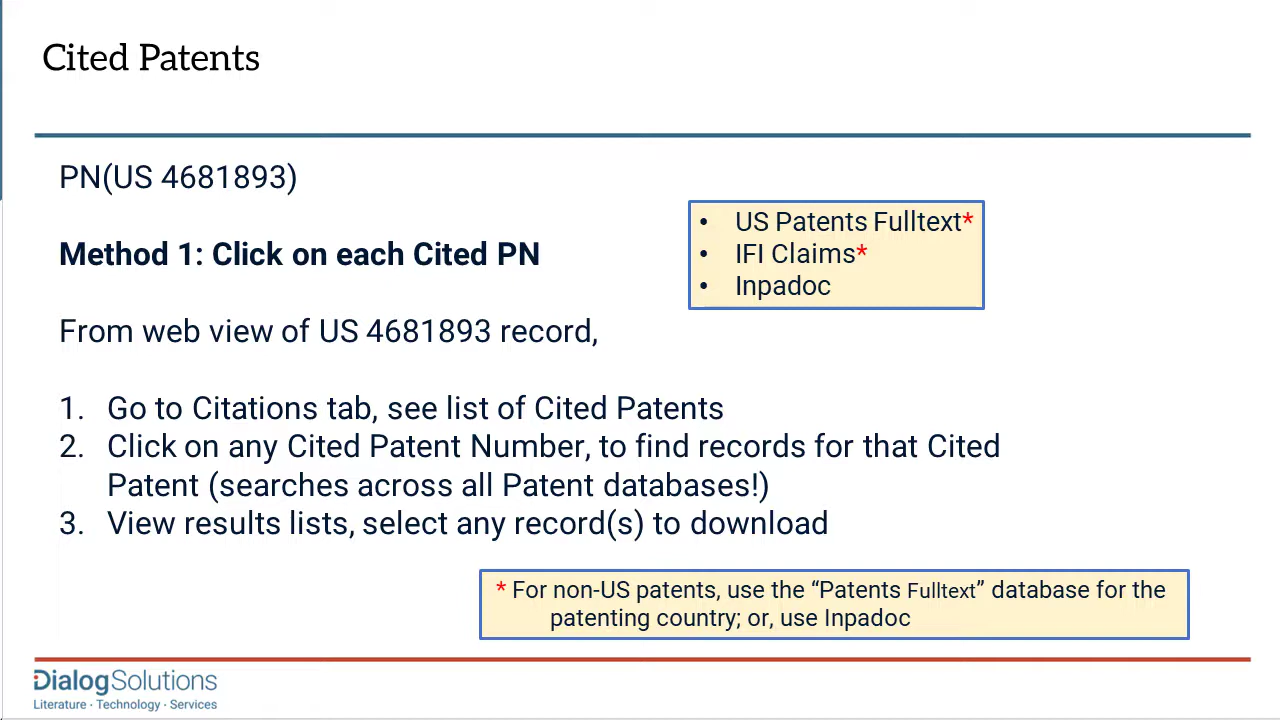 Cited Patents
PN(US 4681893)
• US Patents Fulltext*
• IFI Claims*
• Inpadoc
Method 1: Click on each Cited PN
From web view of US 4681893 record,
1. Go to Citations tab, see list of Cited Patents
2. Click on any Cited Patent Number, to find records for that Cited
Patent (searches across all Patent databases!)
3. View results lists, select any record(s) to download
* For non-US patents, use the “Patents Fulltext” database for the
patenting country; or, use Inpadoc
DialogSolutions
Literature · Technology · Services